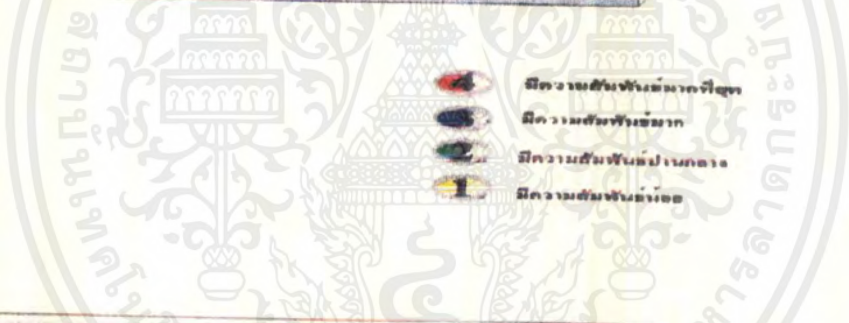 4 มีความสัมพันธ์มากที่สุด
3 มีความสัมพันธ์มาก
2 มีความสัมพันธ์ปานกลาง
1 มีความสัมพันธ์น้อย